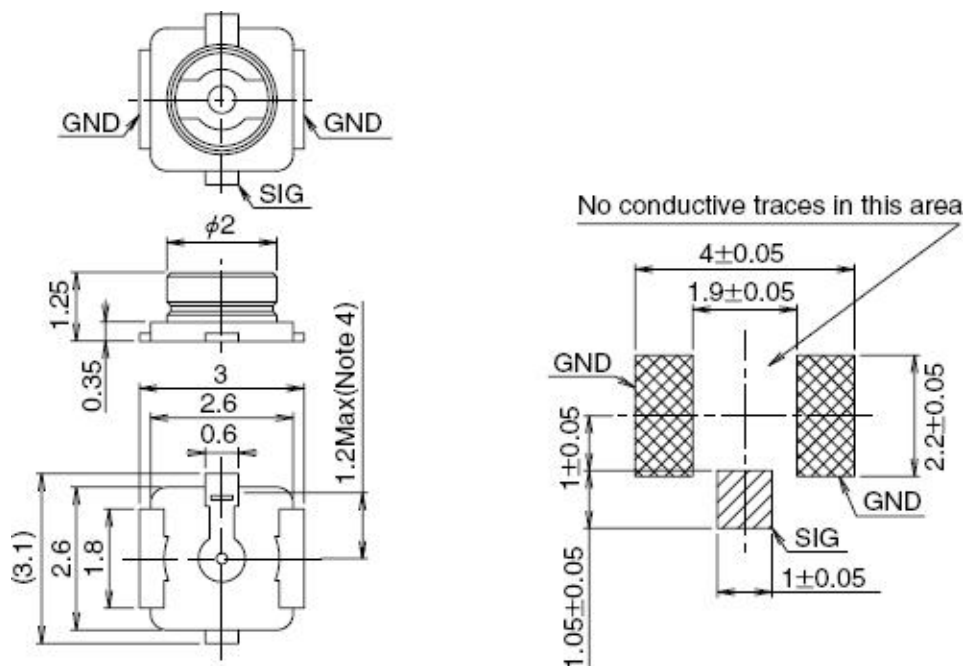 GND
GND
SIG
ϕ2
1.25
0.35
3
2.6
0.6
1.2Max(Note 4)
(3.1)
2.6
1.8
No conductive traces in this area
4±0.05
1.9±0.05
GND
1±0.05
2.2±0.05
GND
SIG
1±0.05
1.05±0.05